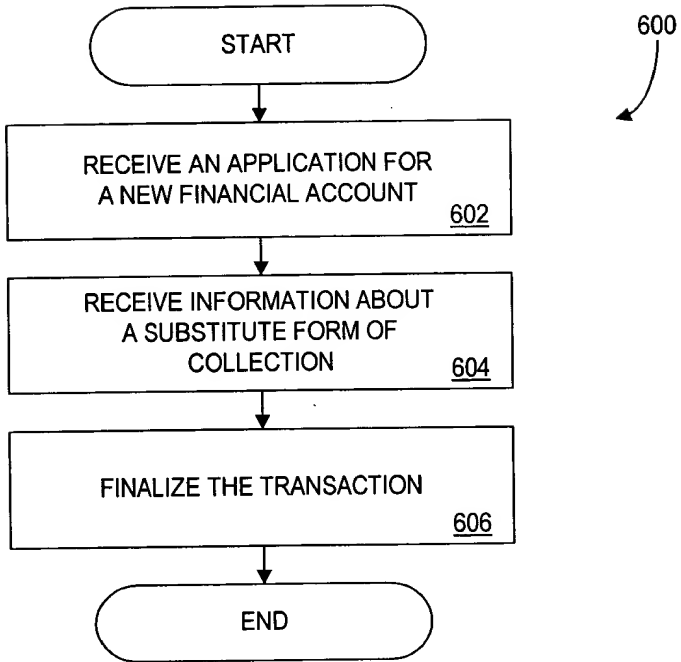 START
600
RECEIVE AN APPLICATION FOR
A NEW FINANCIAL ACCOUNT
602
RECEIVE INFORMATION ABOUT
A SUBSTITUTE FORM OF
COLLECTION
604
FINALIZE THE TRANSACTION
606
END